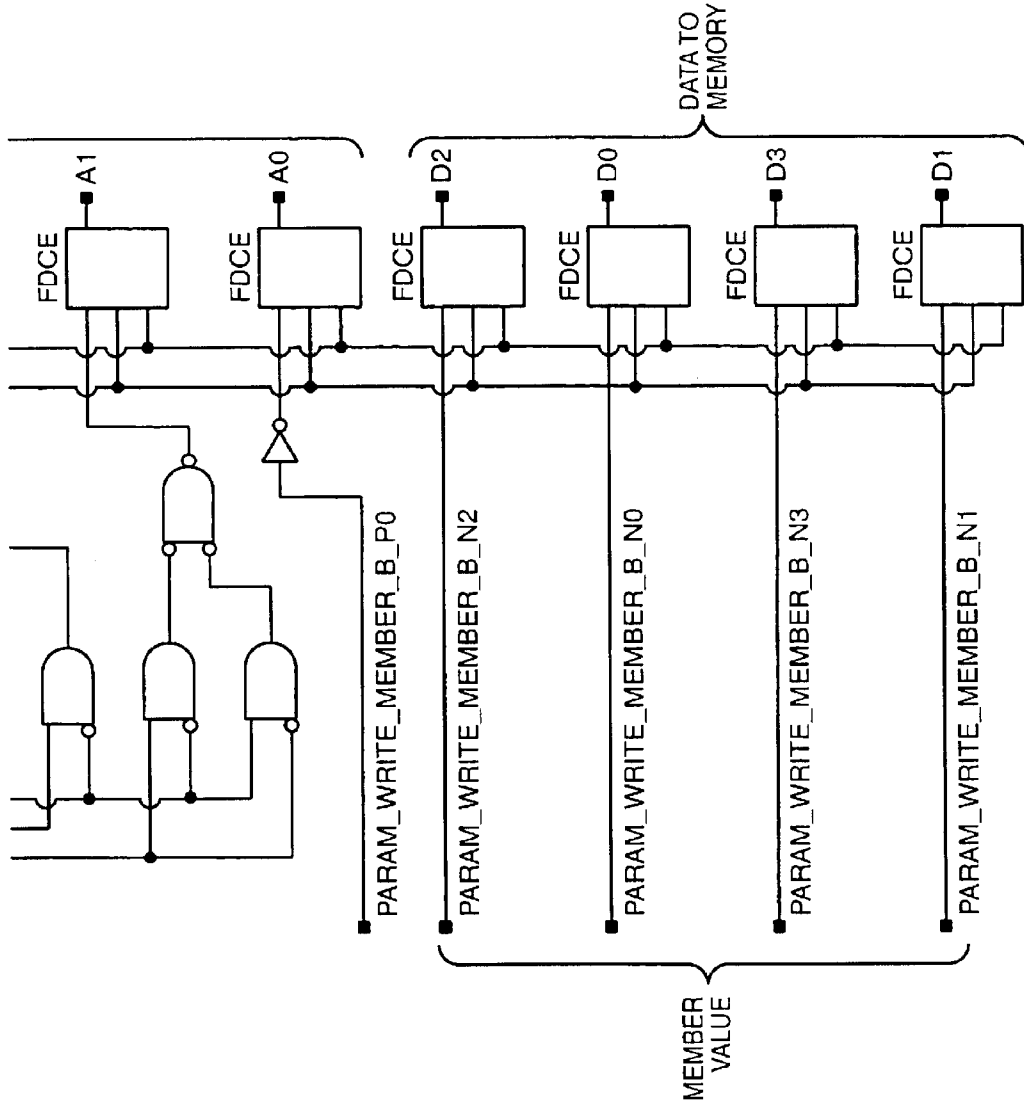 FDCE
A1
FDCE
A0
PARAM_WRITE_MEMBER_B_P0
FDCE
D2
PARAM_WRITE_MEMBER_B_N2
FDCE
D0
PARAM_WRITE_MEMBER_B_N0
FDCE
D3
PARAM_WRITE_MEMBER_B_N3
FDCE
D1
PARAM_WRITE_MEMBER_B_N1
MEMBER
VALUE
DATA TO
MEMORY